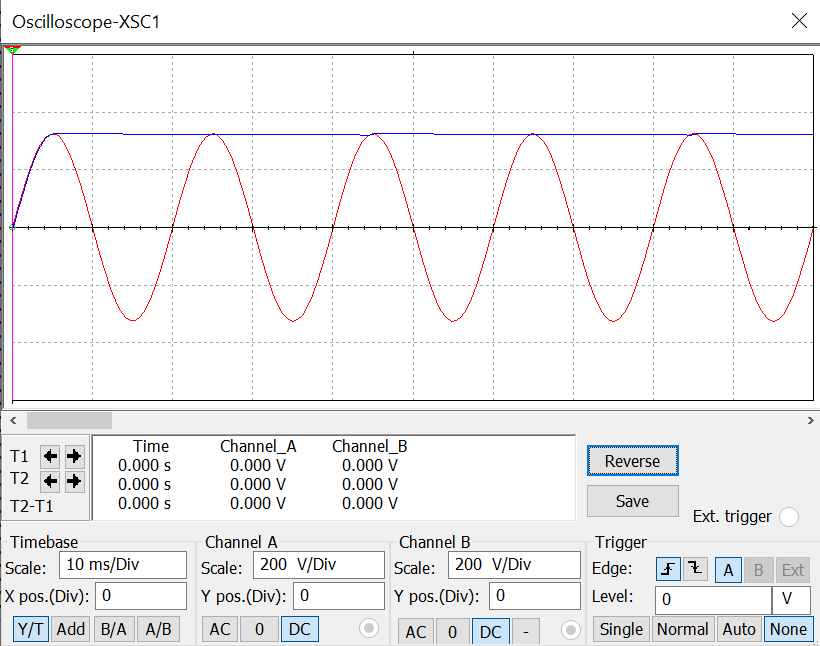 Oscilloscope-XSC1
Time Channel_A Channel_B
T1 0.000 s 0.000 V 0.000 V
T2 0.000 s 0.000 V 0.000 V
T2-T1 0.000 s 0.000 V 0.000 V
Reverse
Save
Ext. trigger
Timebase
Scale: 10 ms/Div
X pos.(Div): 0
Y/T Add B/A A/B
Channel A
Scale: 200 V/Div
Y pos.(Div): 0
AC 0 DC
Channel B
Scale: 200 V/Div
Y pos.(Div): 0
AC 0 DC -
Trigger
Edge: A B Ext
Level: 0 V
Single Normal Auto None